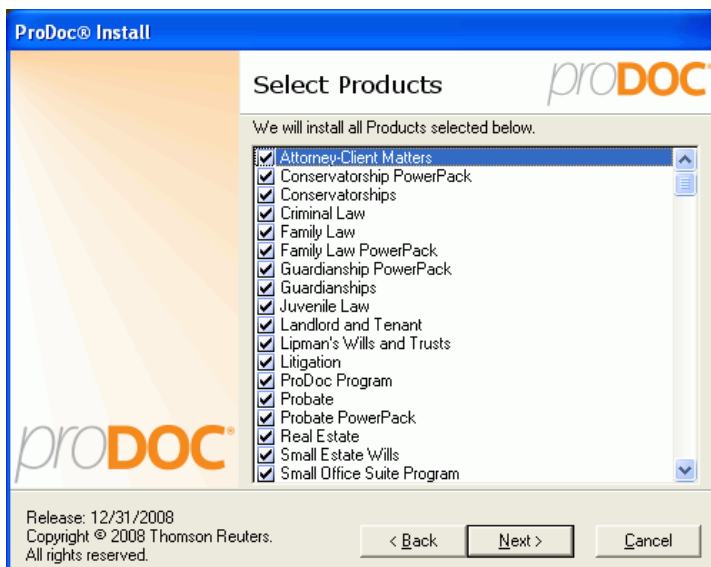 ProDoc® Install
Select Products
proDOC
We will install all Products selected below.
Attorney-Client Matters
Conservatorship PowerPack
Conservatorships
Criminal Law
Family Law
Family Law PowerPack
Guardianship PowerPack
Guardianships
Juvenile Law
Landlord and Tenant
Lipman's Wills and Trusts
Litigation
ProDoc Program
Probate
Probate PowerPack
Real Estate
Small Estate Wills
Small Office Suite Program
proDOC®
Release: 12/31/2008
Copyright © 2008 Thomson Reuters.
All rights reserved.
< Back
Next >
Cancel